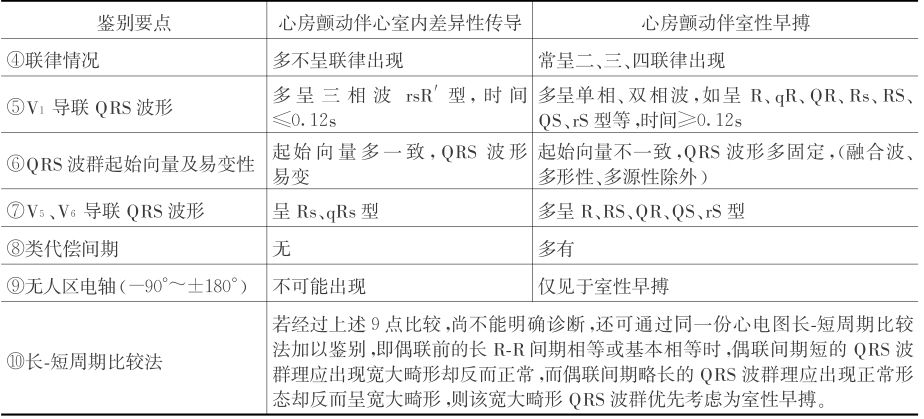 鉴别要点 心房颤动伴心室内差异性传导 心房颤动伴室性早搏
④联律情况 多不呈联律出现 常呈二、三、四联律出现
⑤V1 导联 QRS 波形 多呈三相波 rsR′ 型,时间 ≤0.12s 多呈单相、双相波,如呈 R、qR、QR、Rs、RS、
QS、rS 型等,时间≥0.12s
⑥QRS 波群起始向量及易变性 起始向量多一致,QRS 波形
易变 起始向量不一致,QRS 波形多固定,(融合波、
多形性、多源性除外)
⑦V5、V6 导联 QRS 波形 呈 Rs、qRs 型 多呈 R、RS、QR、QS、rS 型
⑧类代偿间期 无 多有
⑨无人区电轴(-90°～±180°) 不可能出现 仅见于室性早搏
⑩长-短周期比较法
若经过上述 9 点比较,尚不能明确诊断,还可通过同一份心电图长-短周期比较
法加以鉴别,即偶联前的长 R-R 间期相等或基本相等时,偶联间期短的 QRS 波
群理应出现宽大畸形却反而正常,而偶联间期略长的 QRS 波群理应出现正常形
态却反而呈宽大畸形,则该宽大畸形 QRS 波群优先考虑为室性早搏。